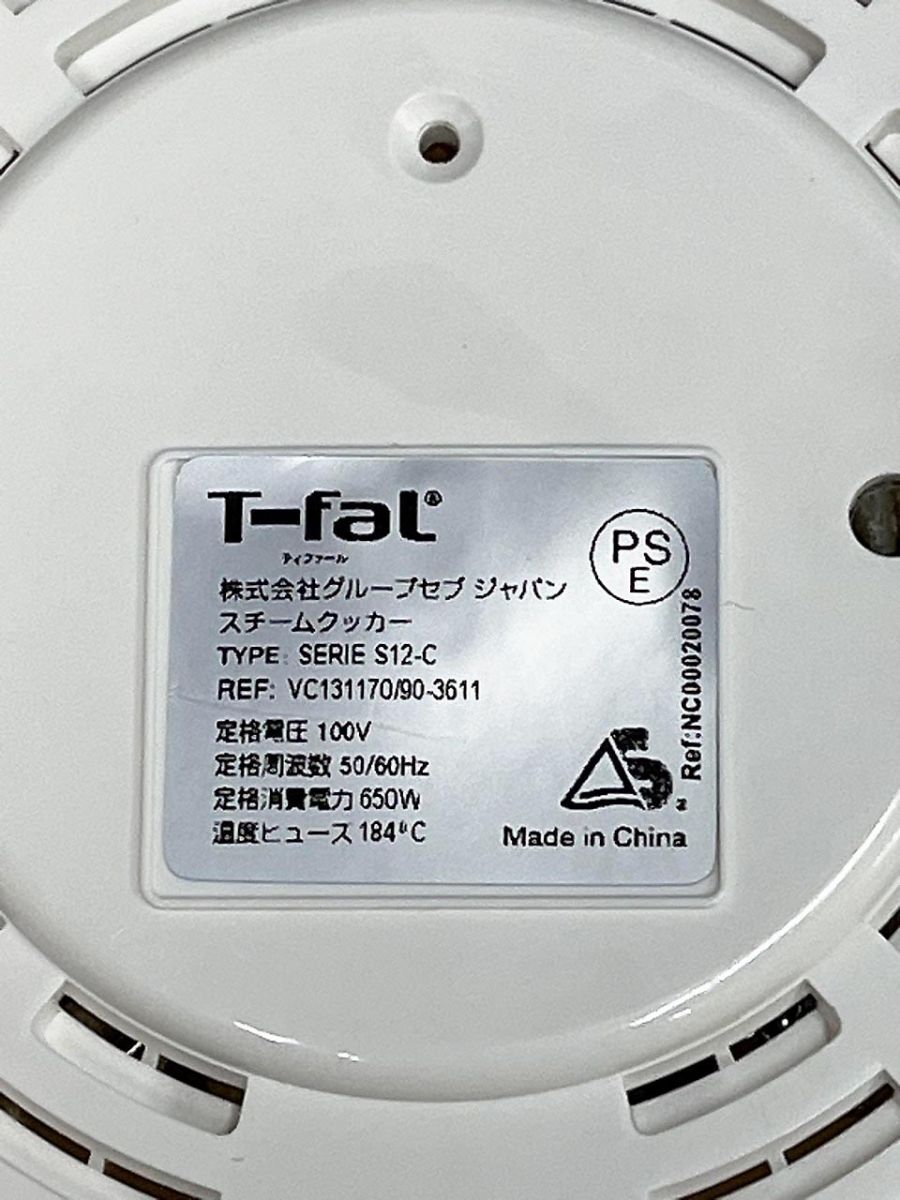 T-fal®
ティファール
株式会社グループセブ ジャパン
スチームクッカー
TYPE: SERIE S12-C
REF: VC131170/90-3611
定格電圧 100V
定格周波数 50/60Hz
定格消費電力 650W
温度ヒュース 184°C
PS
E
Ref:NC00020078
Made in China